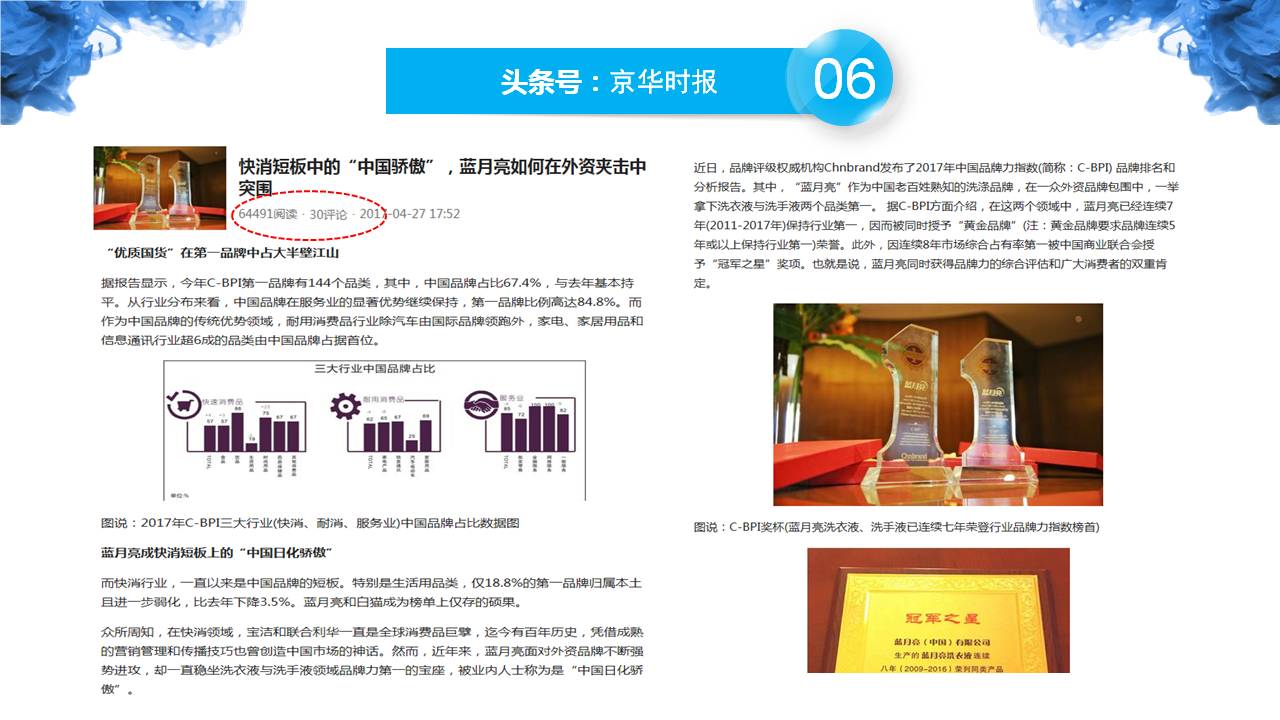 头条号：京华时报
06
快消短板中的“中国骄傲”，蓝月亮如何在外资夹击中
突围
64491阅读 · 30评论 · 2017-04-27 17:52
“优质国货”在第一品牌中占大半壁江山
据报告显示，今年C-BPI第一品牌有144个品类，其中，中国品牌占比67.4%，与去年基本持
平。从行业分布来看，中国品牌在服务业的显著优势继续保持，第一品牌比例高达84.8%。而
作为中国品牌的传统优势领域，耐用消费品行业除汽车由国际品牌领跑外，家电、家居用品和
信息通讯行业超6成的品类由中国品牌占据首位。
三大行业中国品牌占比
快速消费品
57 57 86 19 75 67 67
TOTAL 食品 饮品
耐用消费品
62 65 67 25 69
TOTAL 家电产品 信息通讯
服务业
85 72 100 100 82
TOTAL
单位:%
图说：2017年C-BPI三大行业(快消、耐消、服务业)中国品牌占比数据图
蓝月亮成快消短板上的“中国日化骄傲”
而快消行业，一直以来是中国品牌的短板。特别是生活用品类，仅18.8%的第一品牌归属本土
且进一步弱化，比去年下降3.5%。蓝月亮和白猫成为榜单上仅存的硕果。
众所周知，在快消领域，宝洁和联合利华一直是全球消费品巨擘，迄今有百年历史，凭借成熟
的营销管理和传播技巧也曾创造中国市场的神话。然而，近年来，蓝月亮面对外资品牌不断强
势进攻，却一直稳坐洗衣液与洗手液领域品牌力第一的宝座，被业内人士称为是“中国日化骄
傲”。
近日，品牌评级权威机构Chnbrand发布了2017年中国品牌力指数(简称：C-BPI) 品牌排名和
分析报告。其中，“蓝月亮”作为中国老百姓熟知的洗涤品牌，在一众外资品牌包围中，一举
拿下洗衣液与洗手液两个品类第一。 据C-BPI方面介绍，在这两个领域中，蓝月亮已经连续7
年(2011-2017年)保持行业第一，因而被同时授予“黄金品牌”(注：黄金品牌要求品牌连续5
年或以上保持行业第一)荣誉。此外，因连续8年市场综合占有率第一被中国商业联合会授
予“冠军之星”奖项。也就是说，蓝月亮同时获得品牌力的综合评估和广大消费者的双重肯
定。
蓝月亮
Chnbrand
图说：C-BPI奖杯(蓝月亮洗衣液、洗手液已连续七年荣登行业品牌力指数榜首)
冠军之星
蓝月亮（中国）有限公司
生产的 蓝月亮洗衣液 连续
八年（2009-2016）荣列同类产品